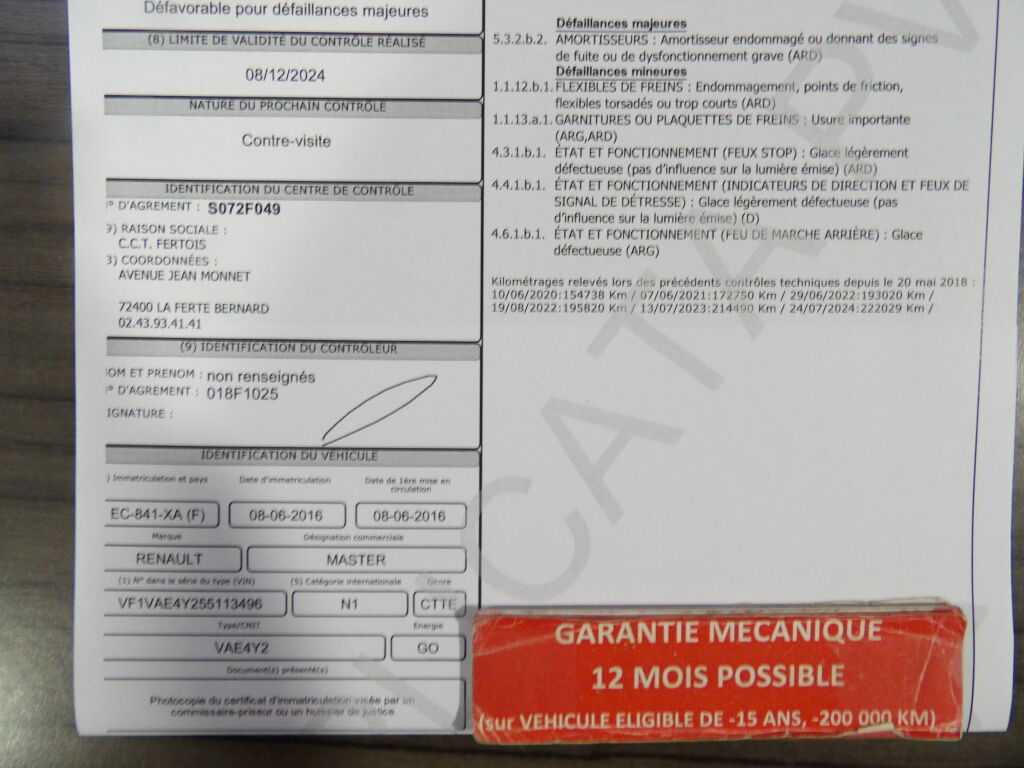 Défavorable pour défaillances majeures
(8) LIMITE DE VALIDITÉ DU CONTRÔLE RÉALISÉ
08/12/2024
NATURE DU PROCHAIN CONTRÔLE
Contre-visite
IDENTIFICATION DU CENTRE DE CONTRÔLE
N° D'AGREMENT : S072F049
9) RAISON SOCIALE :
C.C.T. FERTOIS
3) COORDONNÉES :
AVENUE JEAN MONNET
72400 LA FERTE BERNARD
02.43.93.41.41
(9) IDENTIFICATION DU CONTRÔLEUR
OM ET PRENOM : non renseignés
N° D'AGREMENT : 018F1025
IGNATURE :
IDENTIFICATION DU VÉHICULE
) Immatriculation et pays
Date d'immatriculation
Date de 1ère mise en
circulation
EC-841-XA (F)
08-06-2016
08-06-2016
Marque
Désignation commerciale
RENAULT
MASTER
(1) N° dans la série du type (VIN)
(5) Catégorie internationale
Genre
VF1VAE4Y255113496
N1
CTTE
Type/CNIT
Energie
VAE4Y2
GO
Document(s) présenté(s)
Photocopie du certificat d'immatriculation visée par un
commissaire-priseur ou un huissier de justice
Défaillances majeures
5.3.2.b.2. AMORTISSEURS : Amortisseur endommagé ou donnant des signes
de fuite ou de dysfonctionnement grave (ARD)
Défaillances mineures
1.1.12.b.1. FLEXIBLES DE FREINS : Endommagement, points de friction,
flexibles torsadés ou trop courts (ARD)
1.1.13.a.1. GARNITURES OU PLAQUETTES DE FREINS : Usure importante
(ARG,ARD)
4.3.1.b.1. ÉTAT ET FONCTIONNEMENT (FEUX STOP) : Glace légèrement
défectueuse (pas d'influence sur la lumière émise) (ARD)
4.4.1.b.1. ÉTAT ET FONCTIONNEMENT (INDICATEURS DE DIRECTION ET FEUX DE
SIGNAL DE DÉTRESSE) : Glace légèrement défectueuse (pas
d'influence sur la lumière émise) (D)
4.6.1.b.1. ÉTAT ET FONCTIONNEMENT (FEU DE MARCHE ARRIÈRE) : Glace
défectueuse (ARG)
Kilométrages relevés lors des précédents contrôles techniques depuis le 20 mai 2018 :
10/06/2020:154738 Km / 07/06/2021:172750 Km / 29/06/2022:193020 Km /
19/08/2022:195820 Km / 13/07/2023:214490 Km / 24/07/2024:222029 Km /
GARANTIE MECANIQUE
12 MOIS POSSIBLE
(sur VEHICULE ELIGIBLE DE -15 ANS, -200 000 KM)